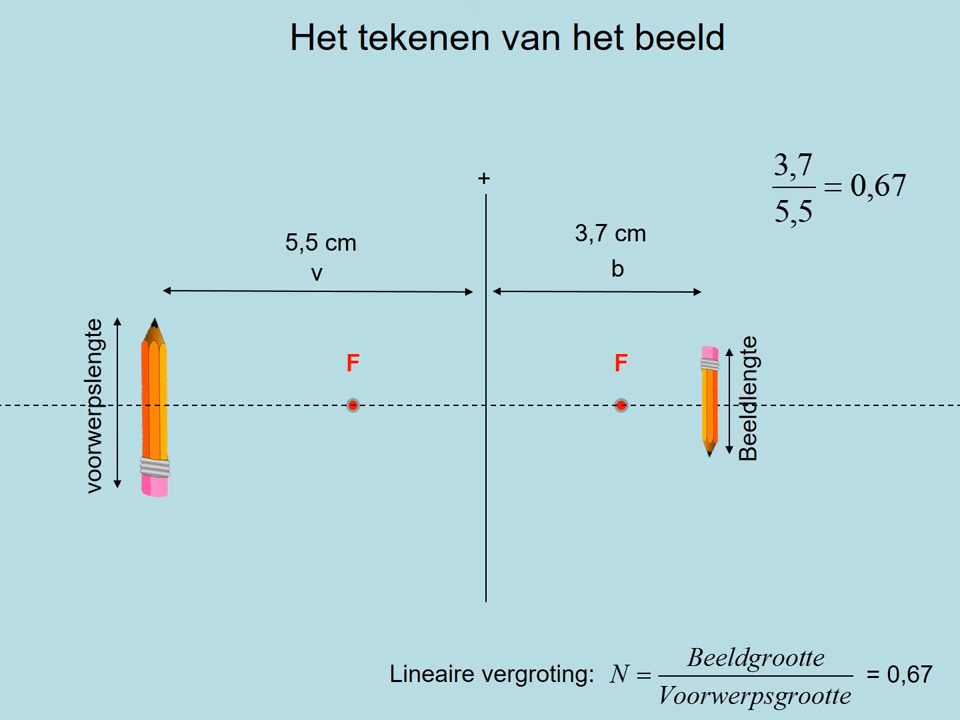 Het tekenen van het beeld
3,7
5,5
= 0,67
+
5,5 cm
v
3,7 cm
b
voorwerpslengte
F
F
Beeldlengte
Lineaire vergroting: N = Beeldgrootte
Voorwerpsgrootte
= 0,67